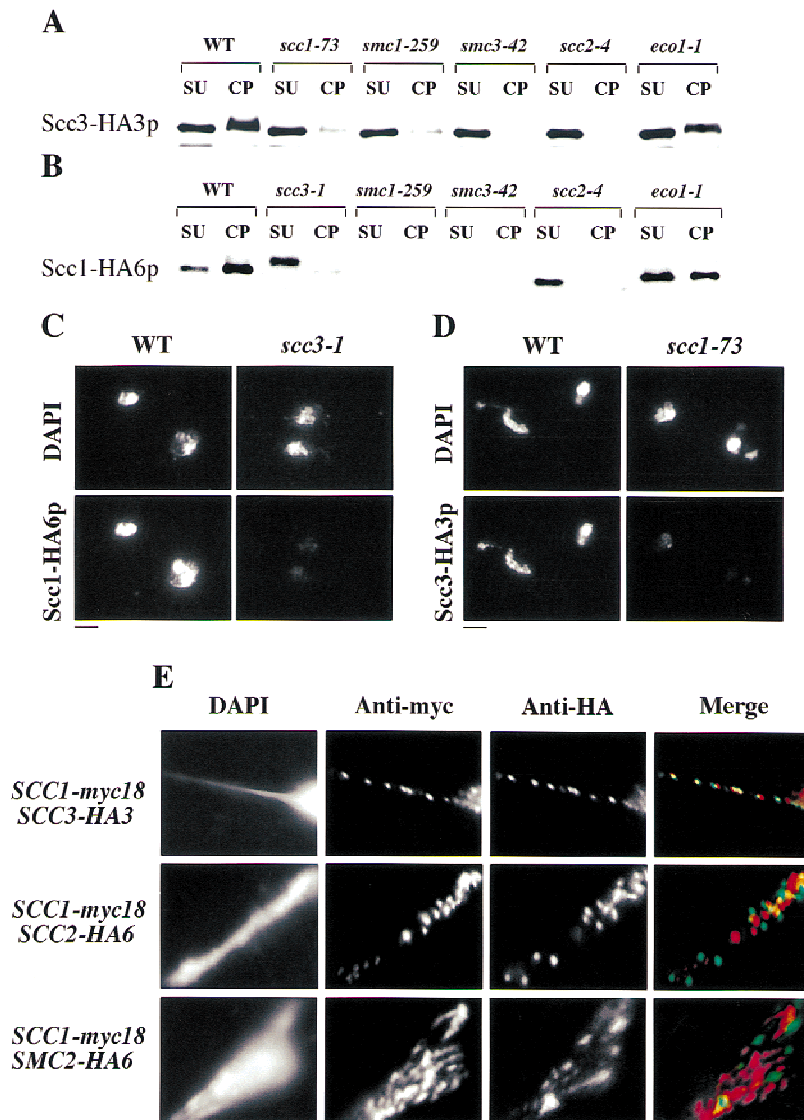 A
WT scc1-73 smc1-259 smc3-42 scc2-4 eco1-1
SU CP SU CP SU CP SU CP SU CP SU CP
Scc3-HA3p
B
WT scc3-1 smc1-259 smc3-42 scc2-4 eco1-1
SU CP SU CP SU CP SU CP SU CP SU CP
Scc1-HA6p
C D
WT scc3-1 WT scc1-73
DAPI DAPI
Scc1-HA6p Scc3-HA3p
E
DAPI Anti-myc Anti-HA Merge
SCC1-myc18
SCC3-HA3
SCC1-myc18
SCC2-HA6
SCC1-myc18
SMC2-HA6